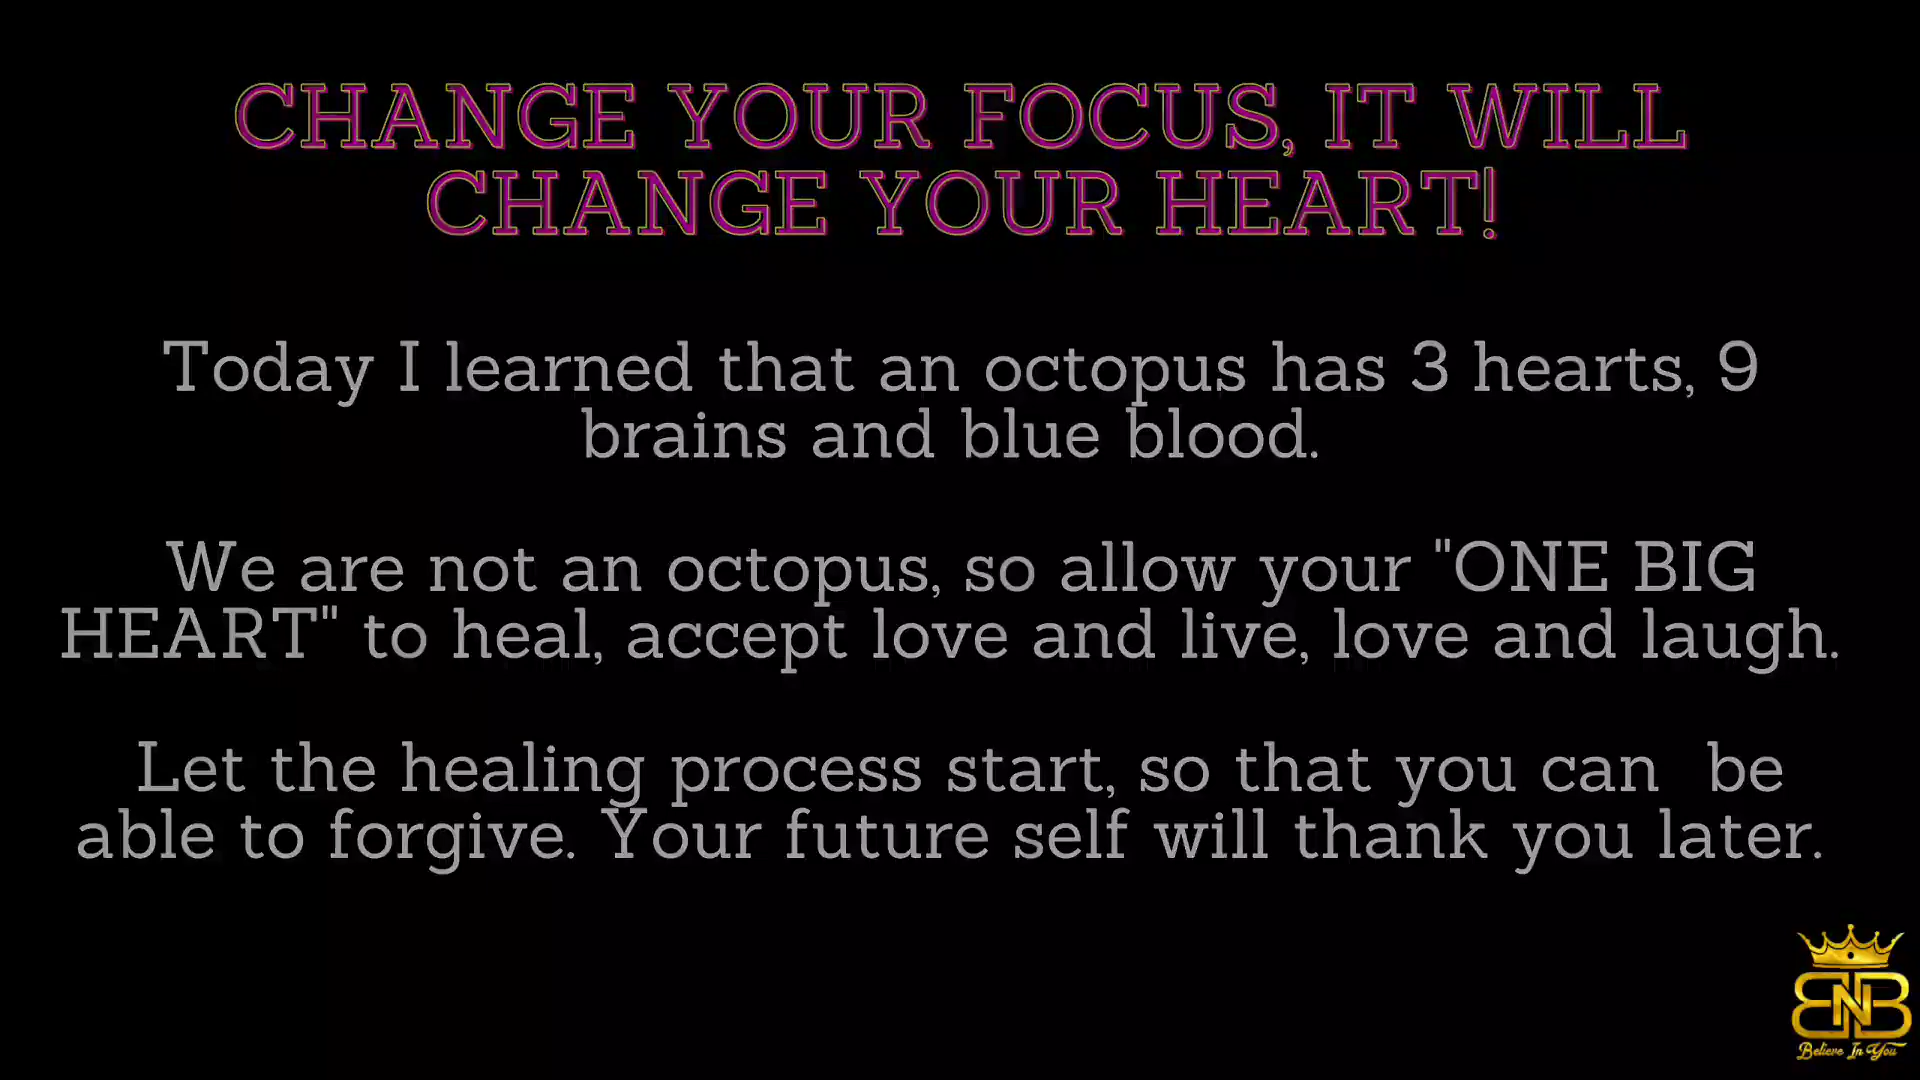 CHANGE YOUR FOCUS, IT WILL
CHANGE YOUR HEART!
Today I learned that an octopus has 3 hearts, 9
brains and blue blood.
We are not an octopus, so allow your "ONE BIG
HEART" to heal, accept love and live, love and laugh.
Let the healing process start, so that you can  be
able to forgive. Your future self will thank you later.
BNB
Believe In You